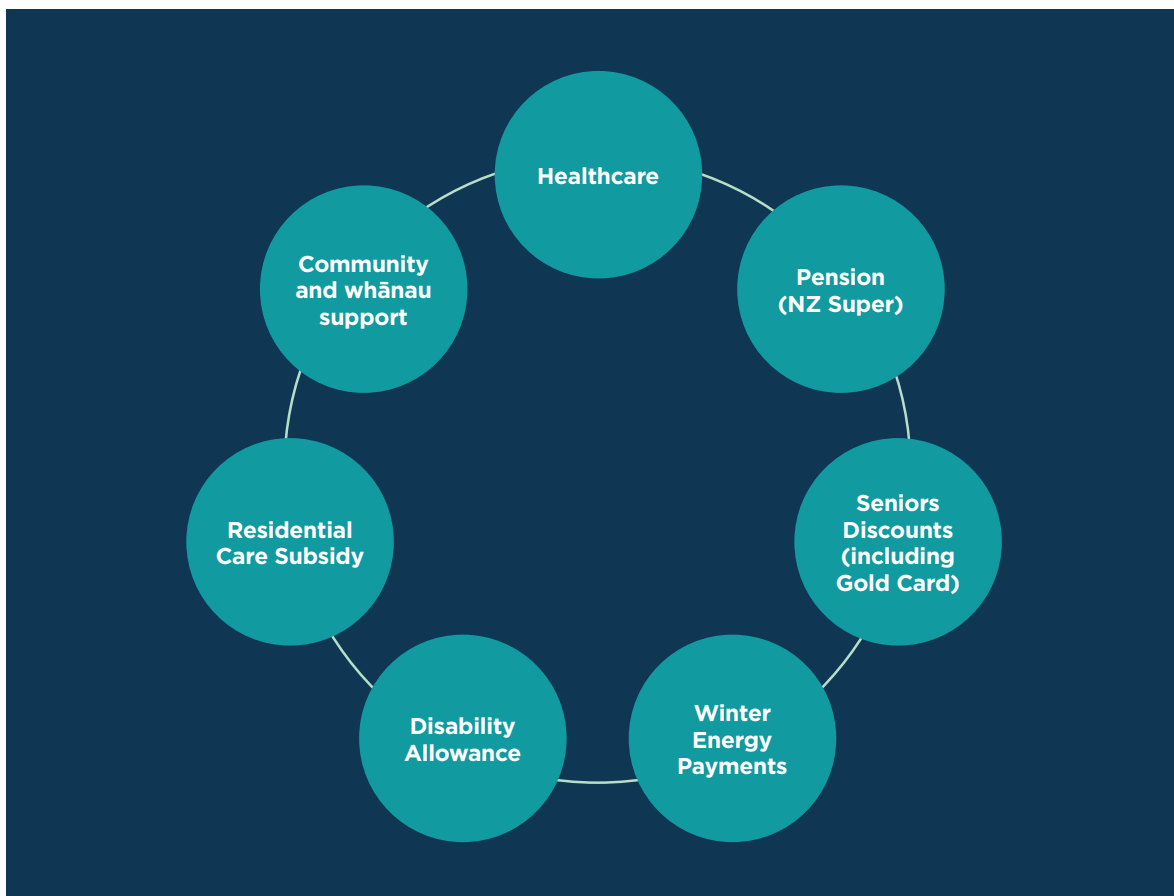 Healthcare
Pension
(NZ Super)
Seniors
Discounts
(including
Gold Card)
Winter
Energy
Payments
Disability
Allowance
Residential
Care Subsidy
Community
and whānau
support